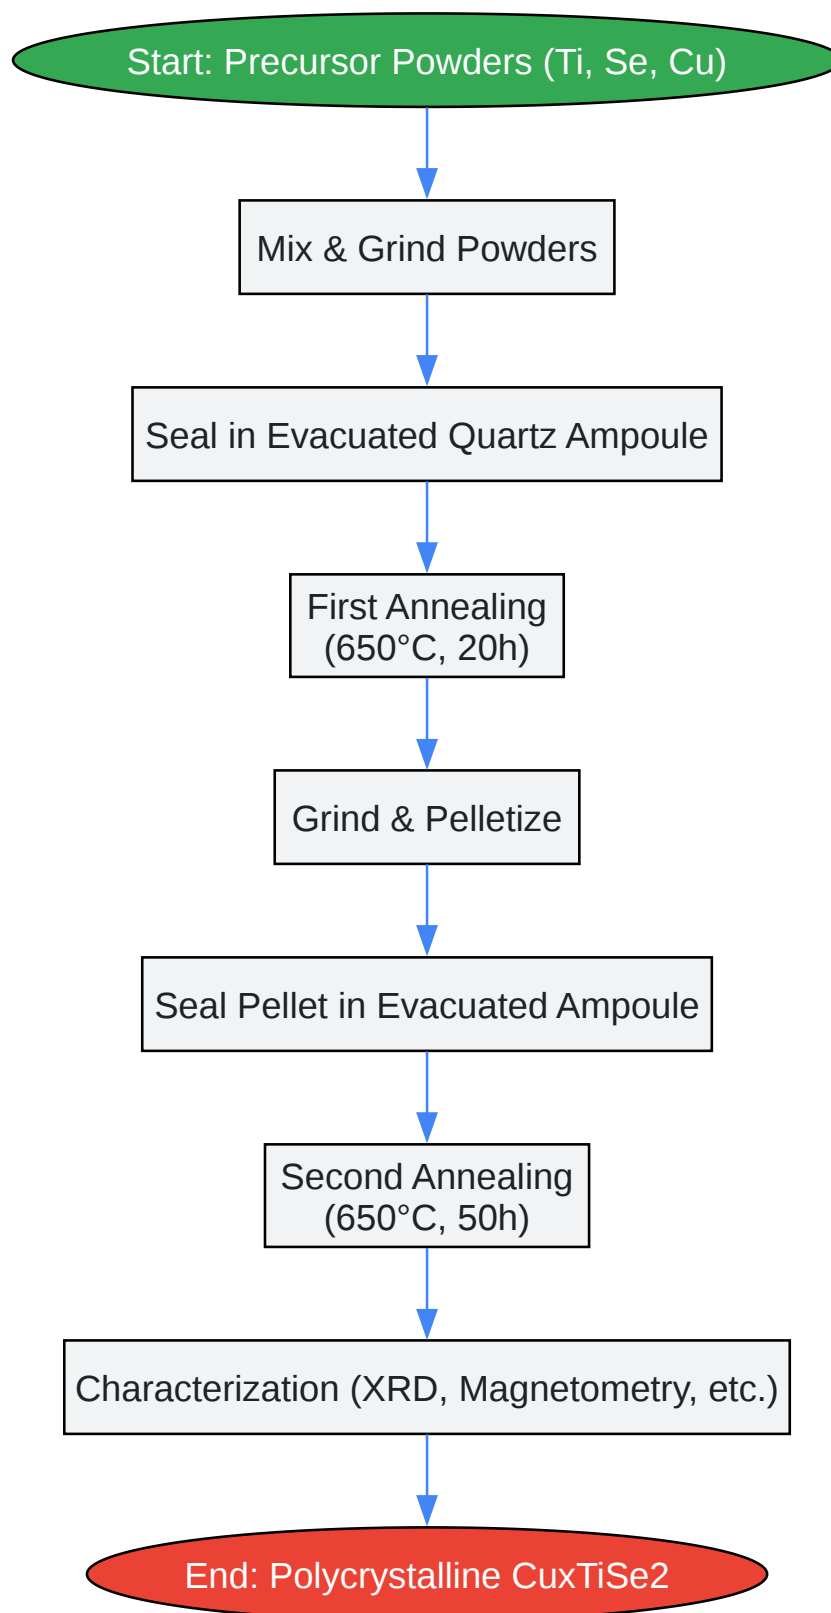 Start: Precursor Powders (Ti, Se, Cu)
Mix & Grind Powders
Seal in Evacuated Quartz Ampoule
First Annealing
(650°C, 20h)
Grind & Pelletize
Seal Pellet in Evacuated Ampoule
Second Annealing
(650°C, 50h)
Characterization (XRD, Magnetometry, etc.)
End: Polycrystalline CuxTiSe2